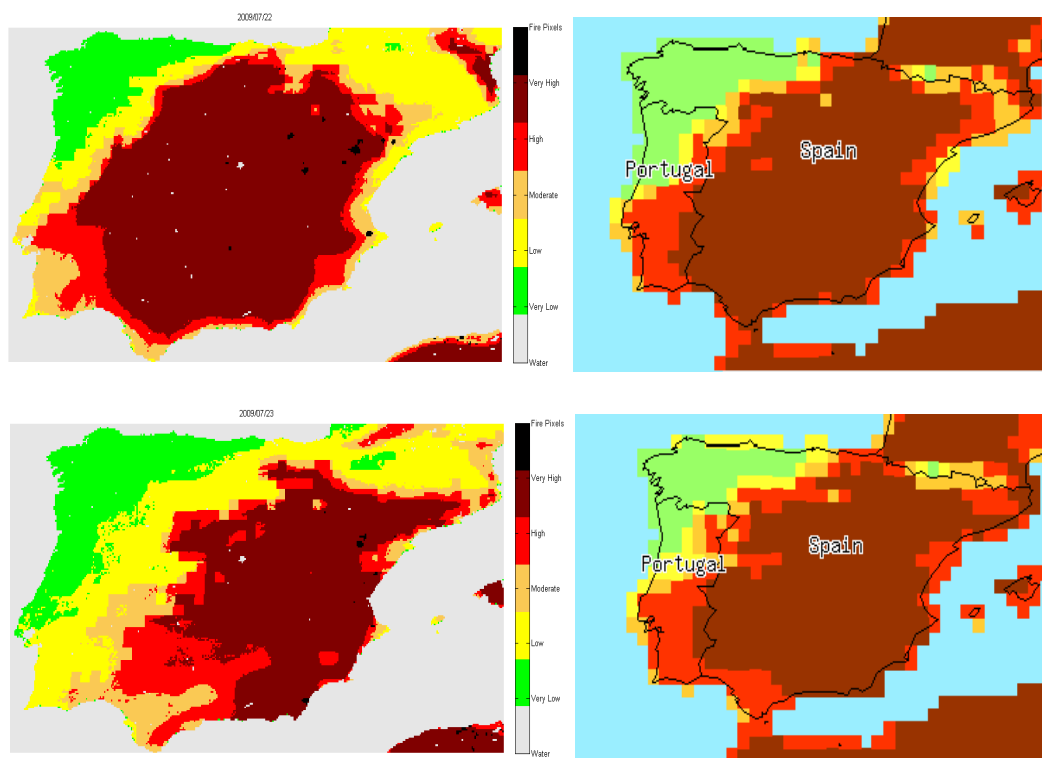 2009/07/22
Fire Pixels
Very High
High
Moderate
Low
Very Low
Water
Spain
Portugal
2009/07/23
Fire Pixels
Very High
High
Moderate
Low
Very Low
Water
Spain
Portugal